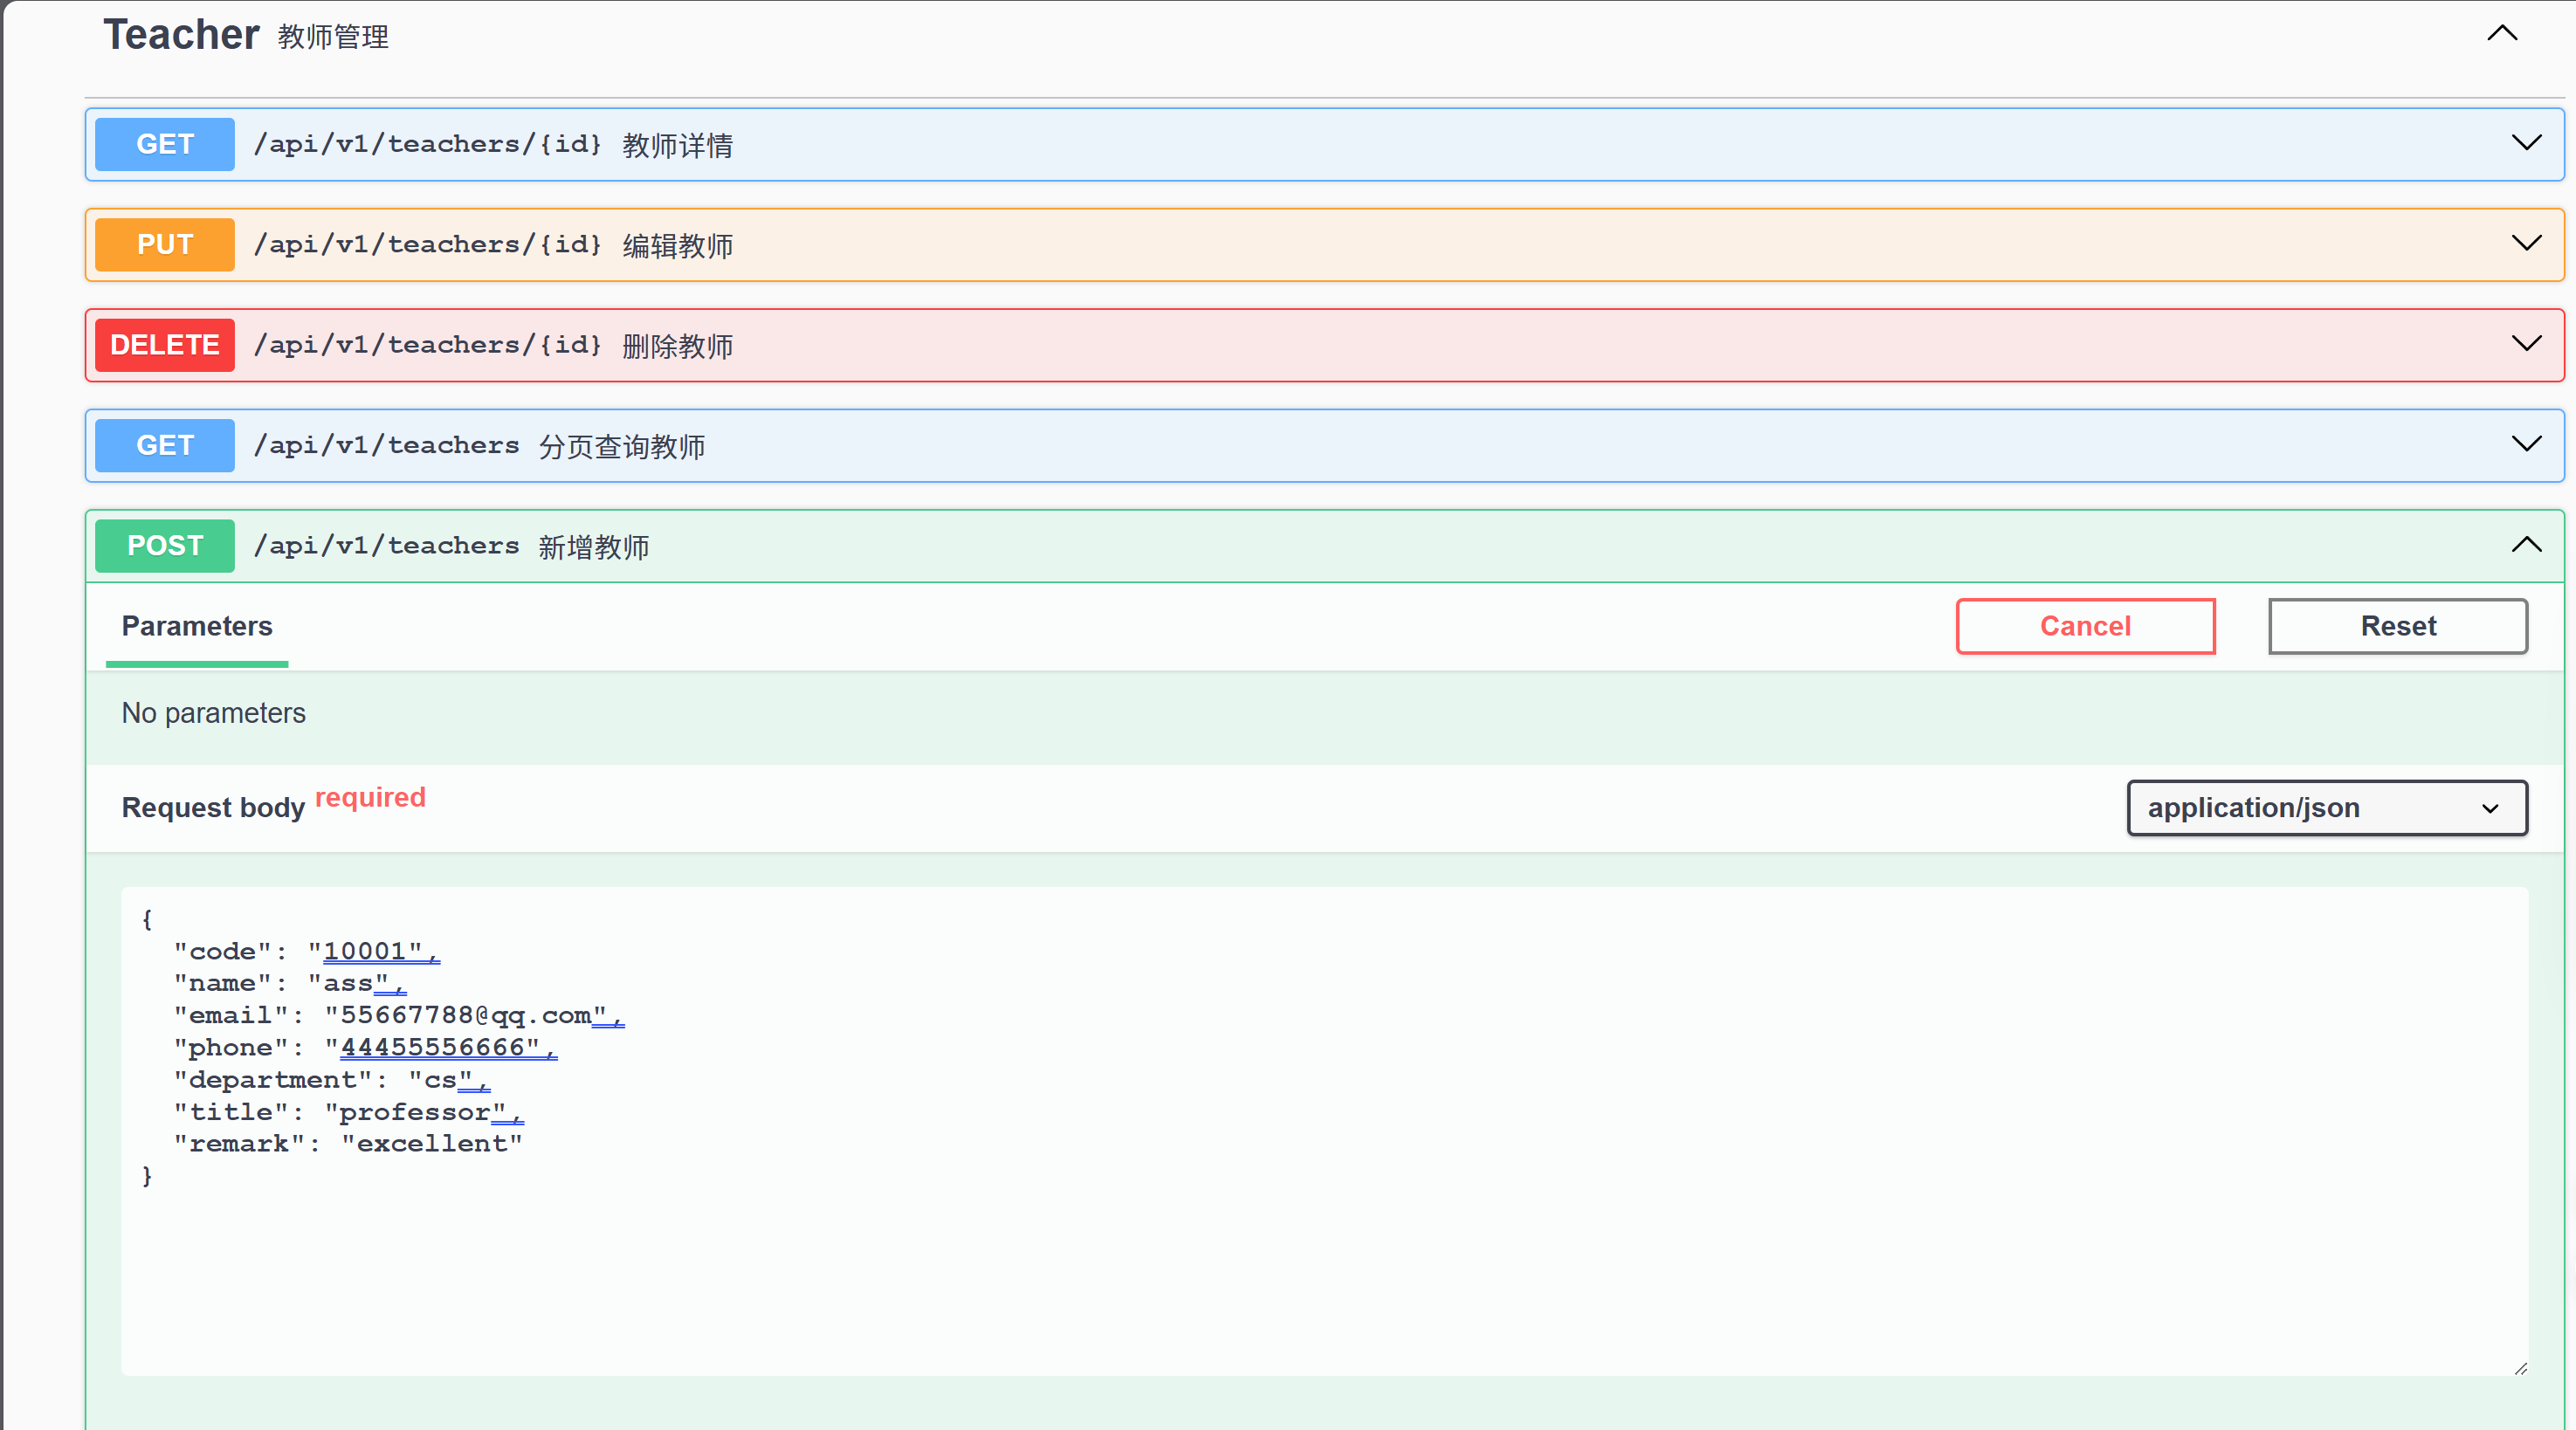 Teacher 教师管理
GET /api/v1/teachers/{id} 教师详情
PUT /api/v1/teachers/{id} 编辑教师
DELETE /api/v1/teachers/{id} 删除教师
GET /api/v1/teachers 分页查询教师
POST /api/v1/teachers 新增教师
Parameters Cancel Reset
No parameters
Request body required application/json
{
  "code": "10001",
  "name": "ass",
  "email": "55667788@qq.com",
  "phone": "44455556666",
  "department": "cs",
  "title": "professor",
  "remark": "excellent"
}